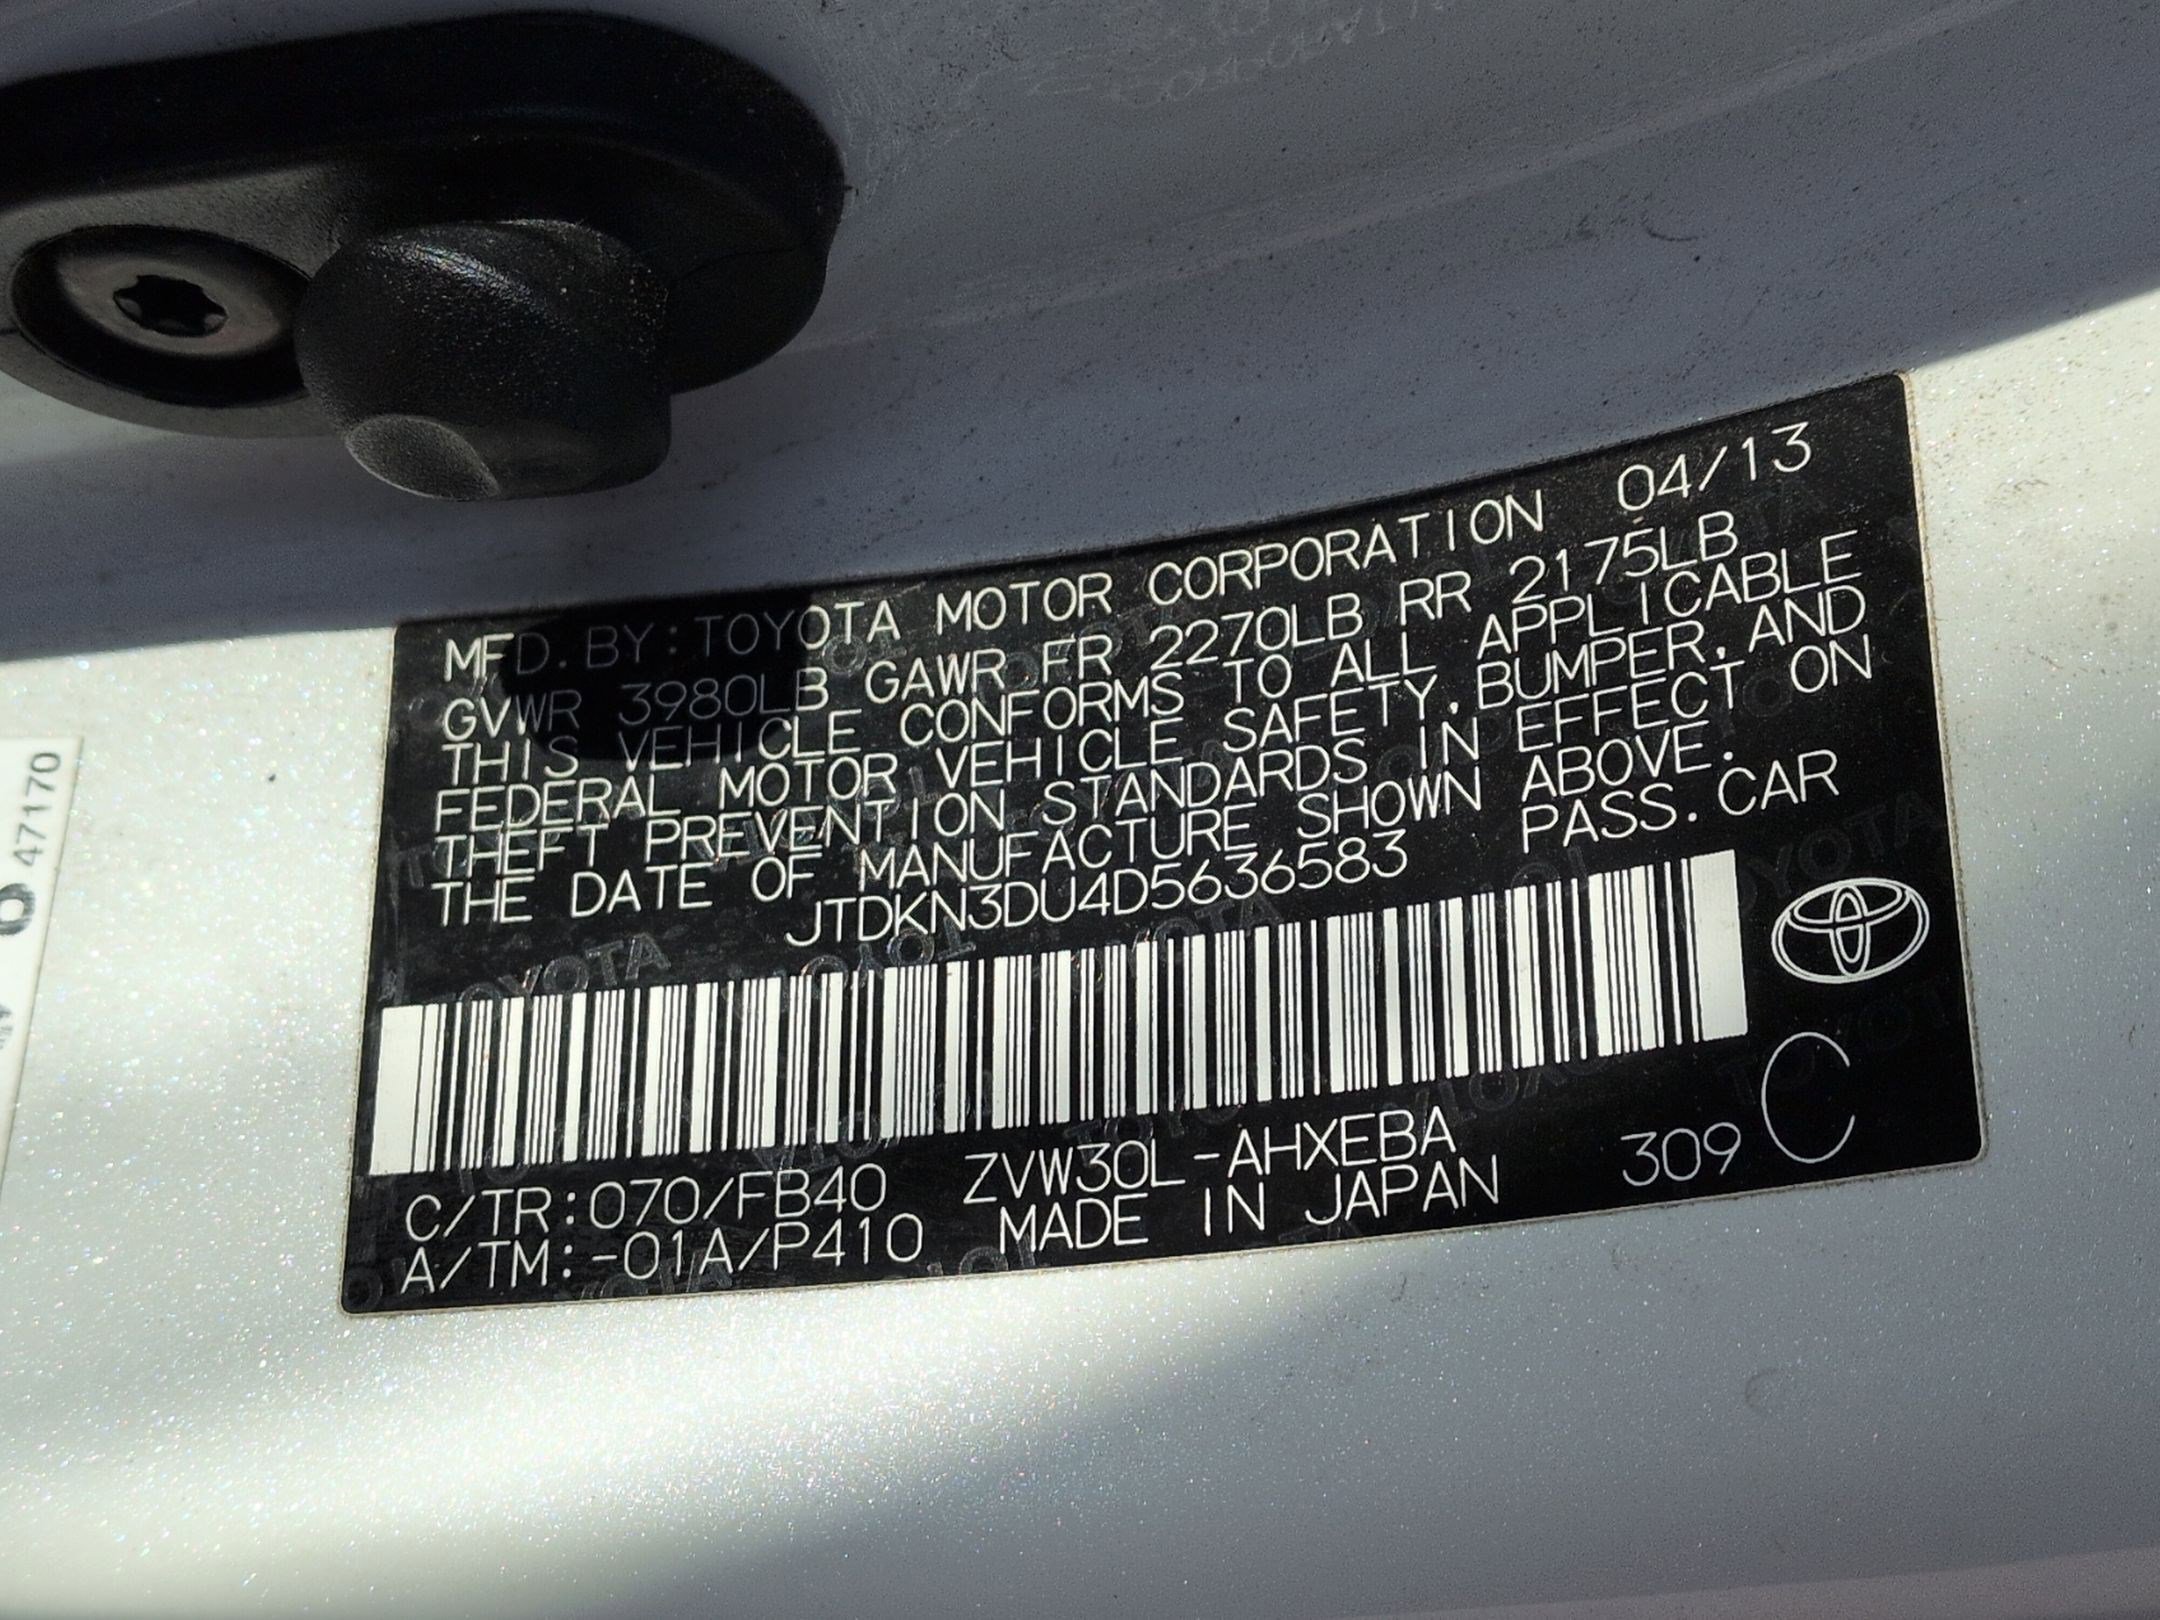 MFD. BY: TOYOTA MOTOR CORPORATION 04/13
GVWR 3980LB GAWR FR 2270LB RR 2175LB
THIS VEHICLE CONFORMS TO ALL APPLICABLE
FEDERAL MOTOR VEHICLE SAFETY, BUMPER, AND
THEFT PREVENTION STANDARDS IN EFFECT ON
THE DATE OF MANUFACTURE SHOWN ABOVE.
JTDKN3DU4D5636583 PASS. CAR
C/TR:070/FB40 ZVW30L-AHXEBA
A/TM:-01A/P410 MADE IN JAPAN 309 C
47170